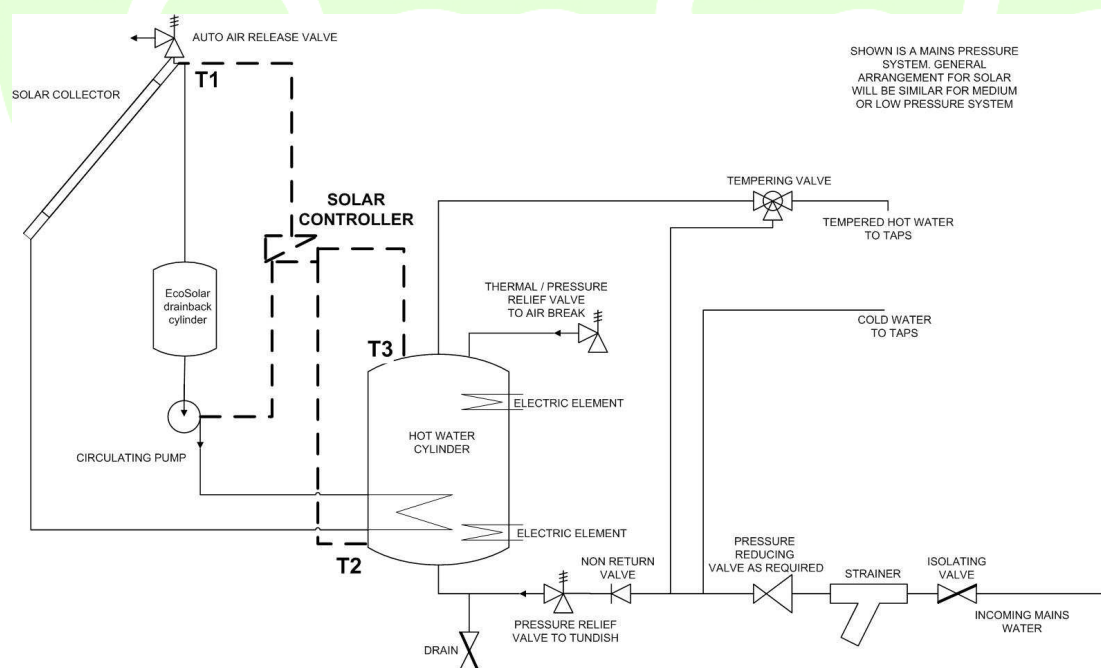 AUTO AIR RELEASE VALVE
T1
SOLAR COLLECTOR
SHOWN IS A MAINS PRESSURE
SYSTEM. GENERAL
ARRANGEMENT FOR SOLAR
WILL BE SIMILAR FOR MEDIUM
OR LOW PRESSURE SYSTEM
TEMPERING VALVE
SOLAR
CONTROLLER
TEMPERED HOT WATER
TO TAPS
EcoSolar
drainback
cylinder
THERMAL / PRESSURE
RELIEF VALVE
TO AIR BREAK
COLD WATER
TO TAPS
T3
ELECTRIC ELEMENT
HOT WATER
CYLINDER
CIRCULATING PUMP
ELECTRIC ELEMENT
T2
NON RETURN
VALVE
PRESSURE
REDUCING
VALVE AS REQUIRED
STRAINER
ISOLATING
VALVE
INCOMING MAINS
WATER
PRESSURE RELIEF
VALVE TO TUNDISH
DRAIN